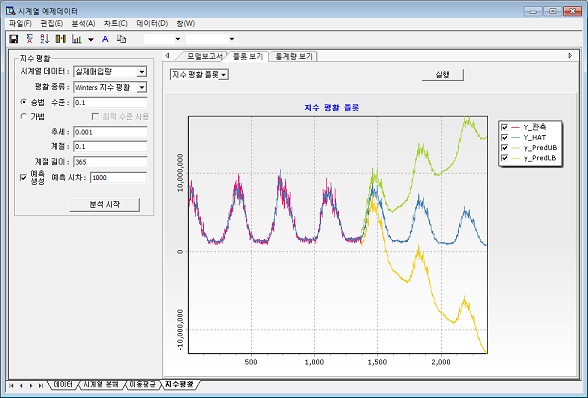 시계열 예제데이터
파일(F) 편집(E) 분석(A) 차트(C) 데이터(D) 창(W)
모델보고서 플롯 보기 통계량 보기
지수 평활
시계열 데이터 : 실제매입량
평활 종류 : Winters 지수 평활
승법 수준 : 0.1
가법 최적 수준 사용
추세 : 0.001
계절 : 0.1
계절 길이 : 365
예측 생성 예측 시차 : 1000
분석 시작
지수 평활 플롯 실행
지수 평활 플롯
10,000,000
0
-10,000,000
500 1,000 1,500 2,000
Y_관측
Y_HAT
y_PredUB
y_PredLB
데이터 시계열 분해 이동평균 지수평활